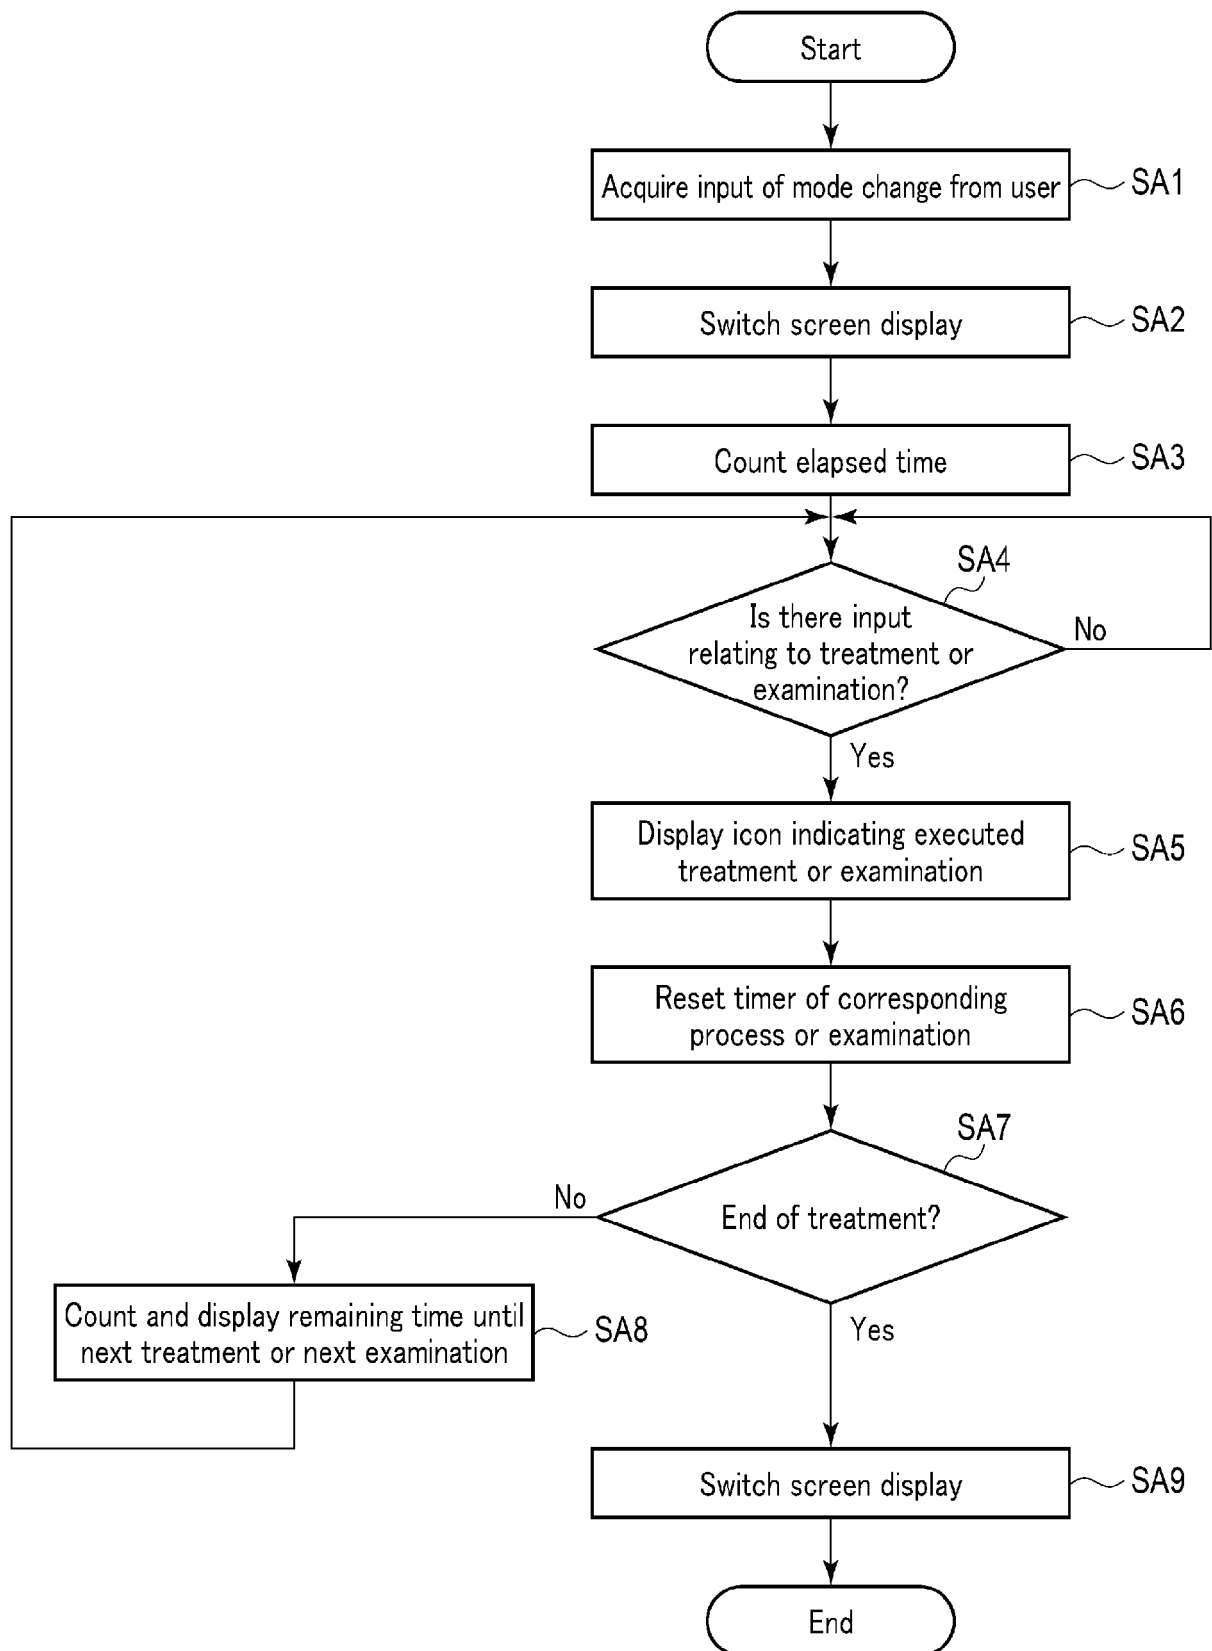 Start
Acquire input of mode change from user
SA1
Switch screen display
SA2
Count elapsed time
SA3
SA4
Is there input
relating to treatment or
examination?
No
Yes
Display icon indicating executed
treatment or examination
SA5
Reset timer of corresponding
process or examination
SA6
SA7
End of treatment?
No
Yes
Count and display remaining time until
next treatment or next examination
SA8
Switch screen display
SA9
End